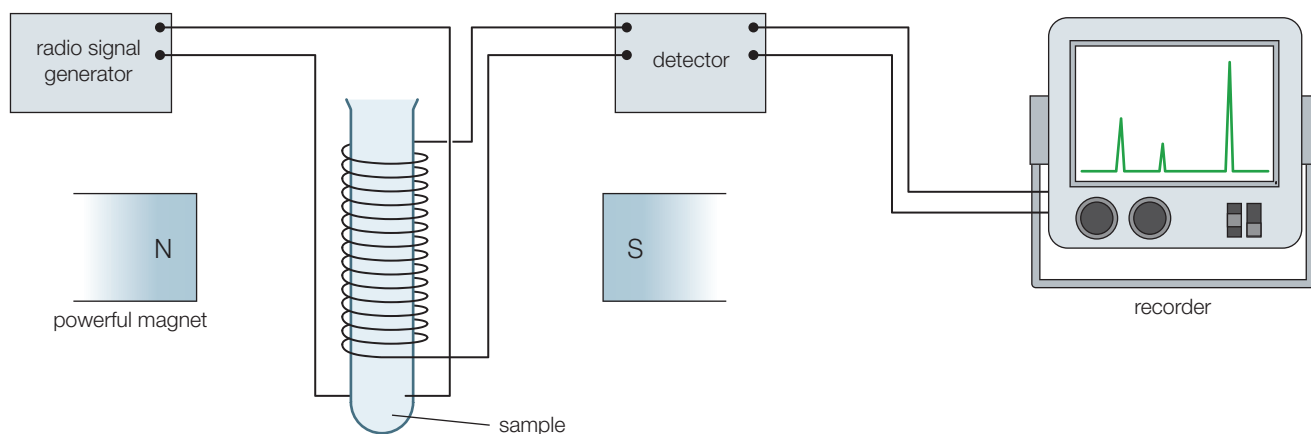 radio signal
generator
detector
N
S
powerful magnet
recorder
sample